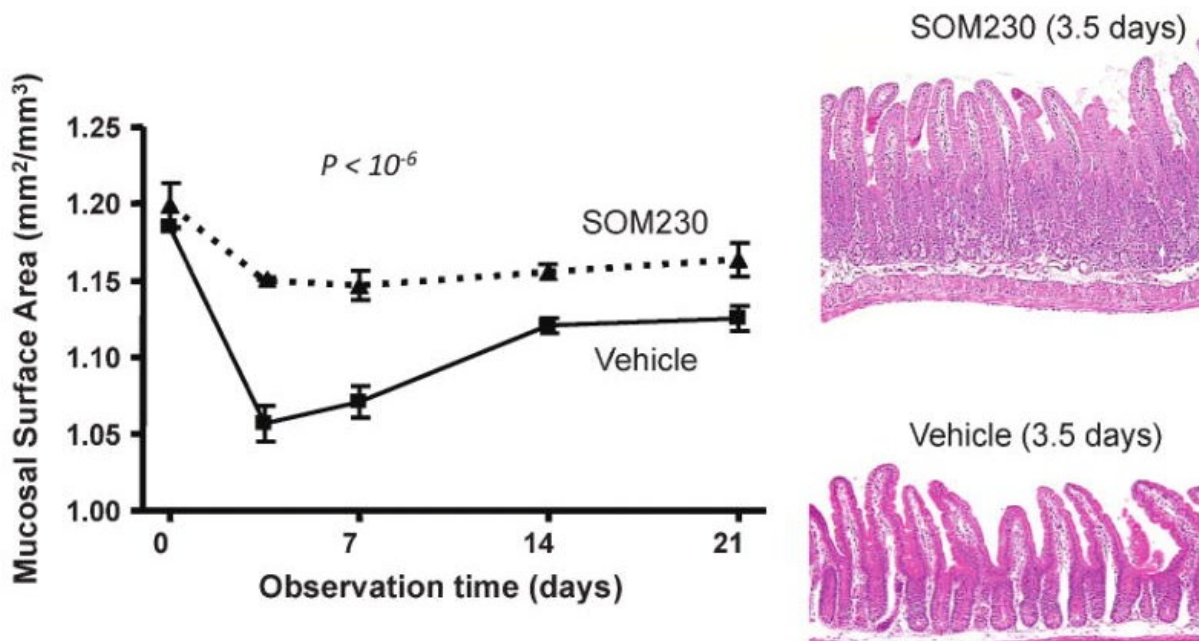 SOM230 (3.5 days)
Mucosal Surface Area (mm²/mm³)
1.25
1.20
1.15
1.10
1.05
1.00
P < 10⁻⁶
SOM230
Vehicle
0
7
14
21
Observation time (days)
Vehicle (3.5 days)